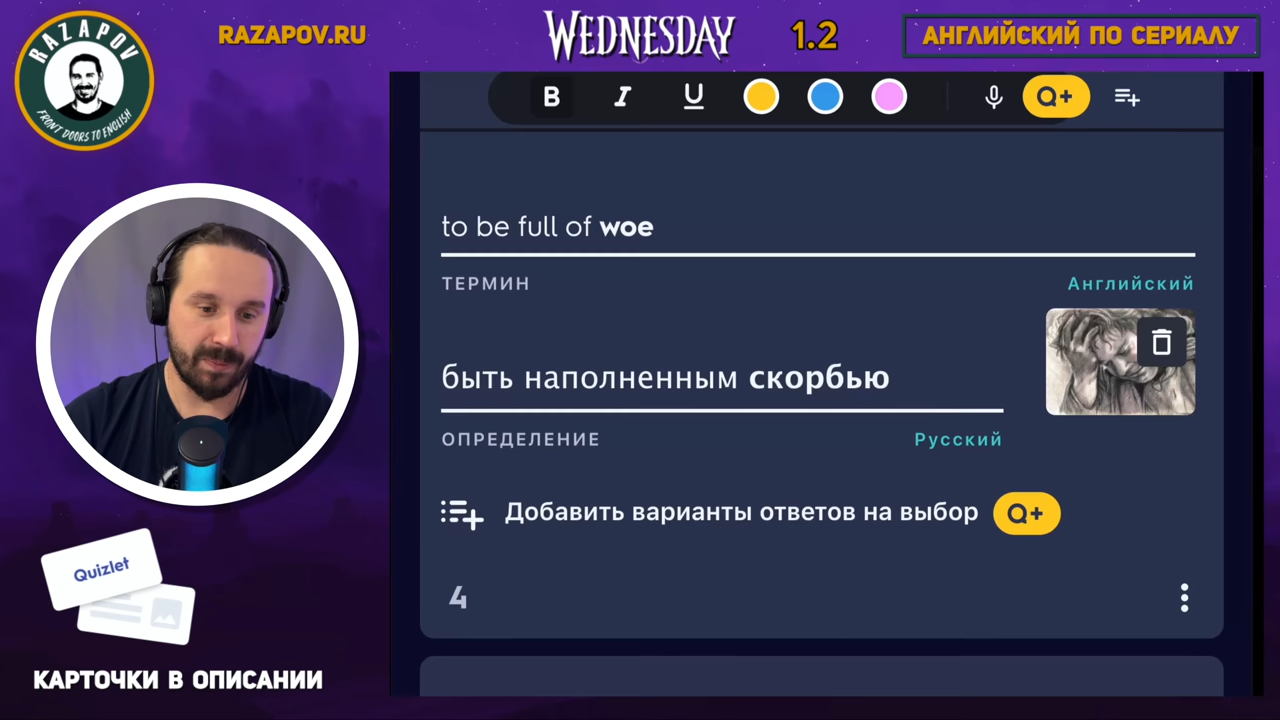 RAZAPOV
FRONT DOORS TO ENGLISH
RAZAPOV.RU
WEDNESDAY
1.2
АНГЛИЙСКИЙ ПО СЕРИАЛУ
B I U Q+
to be full of woe
ТЕРМИН Английский
быть наполненным скорбью
ОПРЕДЕЛЕНИЕ Русский
Добавить варианты ответов на выбор Q+
4
Quizlet
КАРТОЧКИ В ОПИСАНИИ